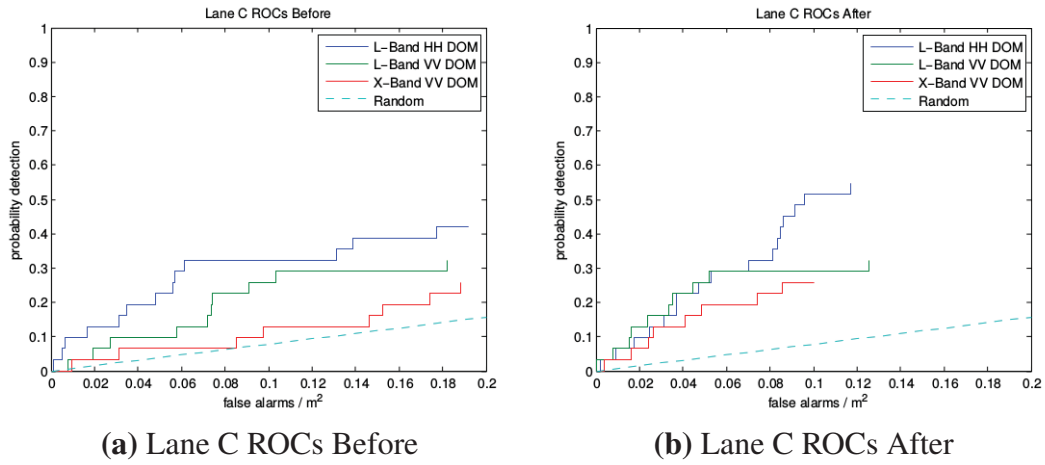 Lane C ROCs Before
L-Band HH DOM
L-Band VV DOM
X-Band VV DOM
Random
probability detection
1
0.9
0.8
0.7
0.6
0.5
0.4
0.3
0.2
0.1
0
0 0.02 0.04 0.06 0.08 0.1 0.12 0.14 0.16 0.18 0.2
false alarms / m²
(a) Lane C ROCs Before
Lane C ROCs After
L-Band HH DOM
L-Band VV DOM
X-Band VV DOM
Random
probability detection
1
0.9
0.8
0.7
0.6
0.5
0.4
0.3
0.2
0.1
0
0 0.02 0.04 0.06 0.08 0.1 0.12 0.14 0.16 0.18 0.2
false alarms / m²
(b) Lane C ROCs After